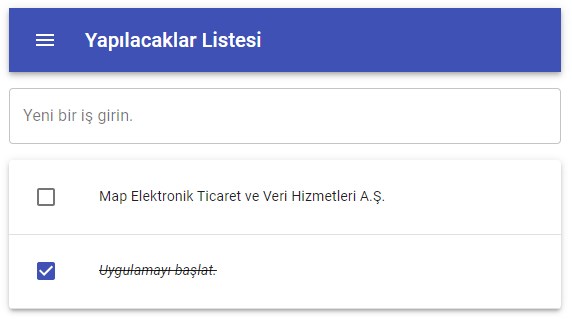 Yapılacaklar Listesi
Yeni bir iş girin.
Map Elektronik Ticaret ve Veri Hizmetleri A.Ş.
Uygulamayı başlat.